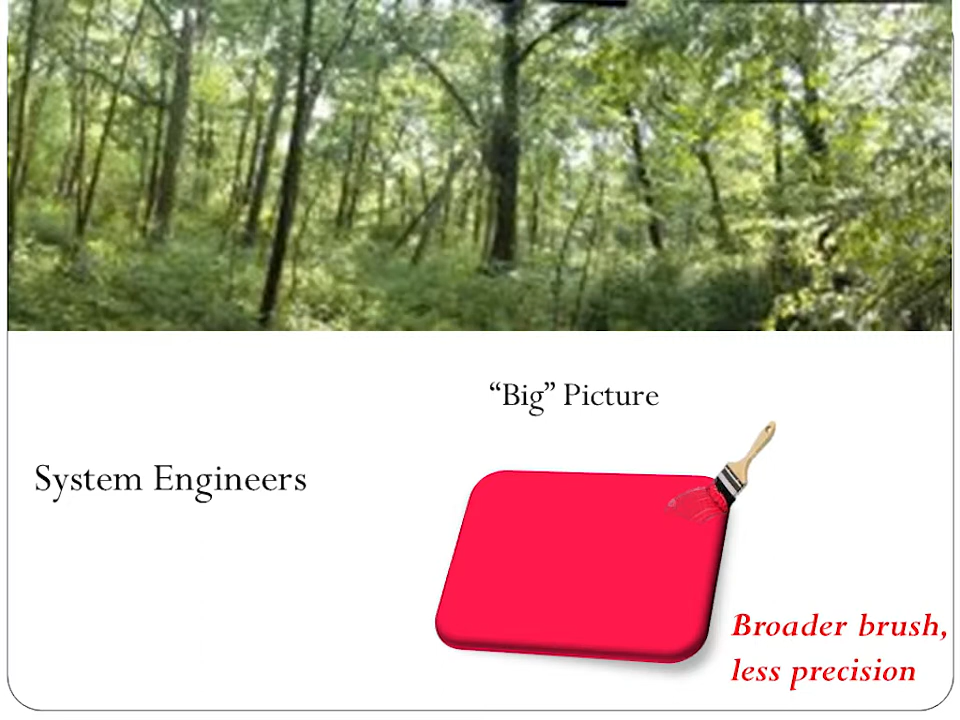 “Big” Picture
System Engineers
Broader brush,
less precision